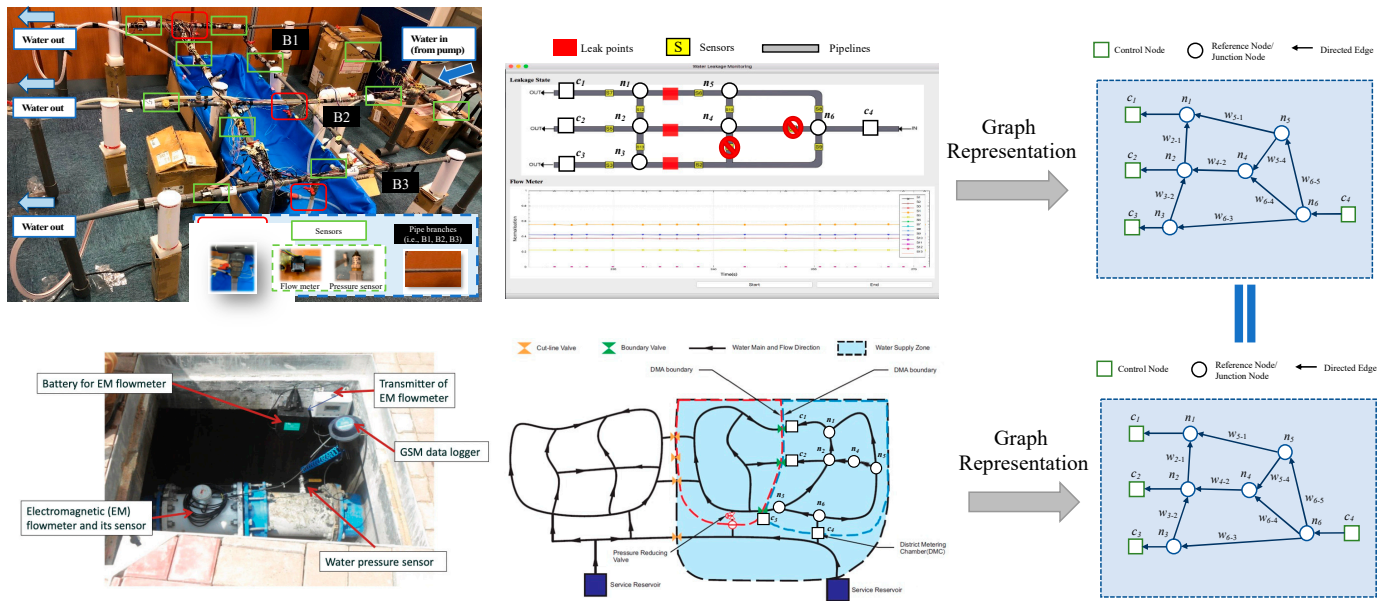 Water out
B1
Water in
(from pump)
Water out
B2
B3
Water out
Sensors
Pipe branches
(i.e., B1, B2, B3)
Flow meter
Pressure sensor
Leak points
S
Sensors
Pipelines
Water Leakage Monitoring
Leakage State
c1
n1
n5
OUT
c2
n2
n4
n6
c4
OUT
IN
c3
n3
OUT
Flow Meter
Normalisation
Time(s)
Start
End
Graph
Representation
Control Node
Reference Node/
Junction Node
Directed Edge
c1
n1
n5
w5-1
w2-1
c2
n2
w4-2
n4
w5-4
w6-5
w3-2
w6-4
n6
c4
c3
n3
w6-3
Battery for EM flowmeter
Transmitter of
EM flowmeter
GSM data logger
Electromagnetic (EM)
flowmeter and its sensor
Water pressure sensor
Cut-line Valve
Boundary Valve
Water Main and Flow Direction
Water Supply Zone
DMA boundary
DMA boundary
c1
n1
c2
n2
n4
n5
n3
n6
c3
c4
Pressure Reducing
Valve
District Metering
Chamber(DMC)
Service Reservoir
Service Reservoir
Graph
Representation
Control Node
Reference Node/
Junction Node
Directed Edge
c1
n1
n5
w5-1
w2-1
c2
n2
w4-2
n4
w5-4
w6-5
w3-2
w6-4
n6
c4
c3
n3
w6-3